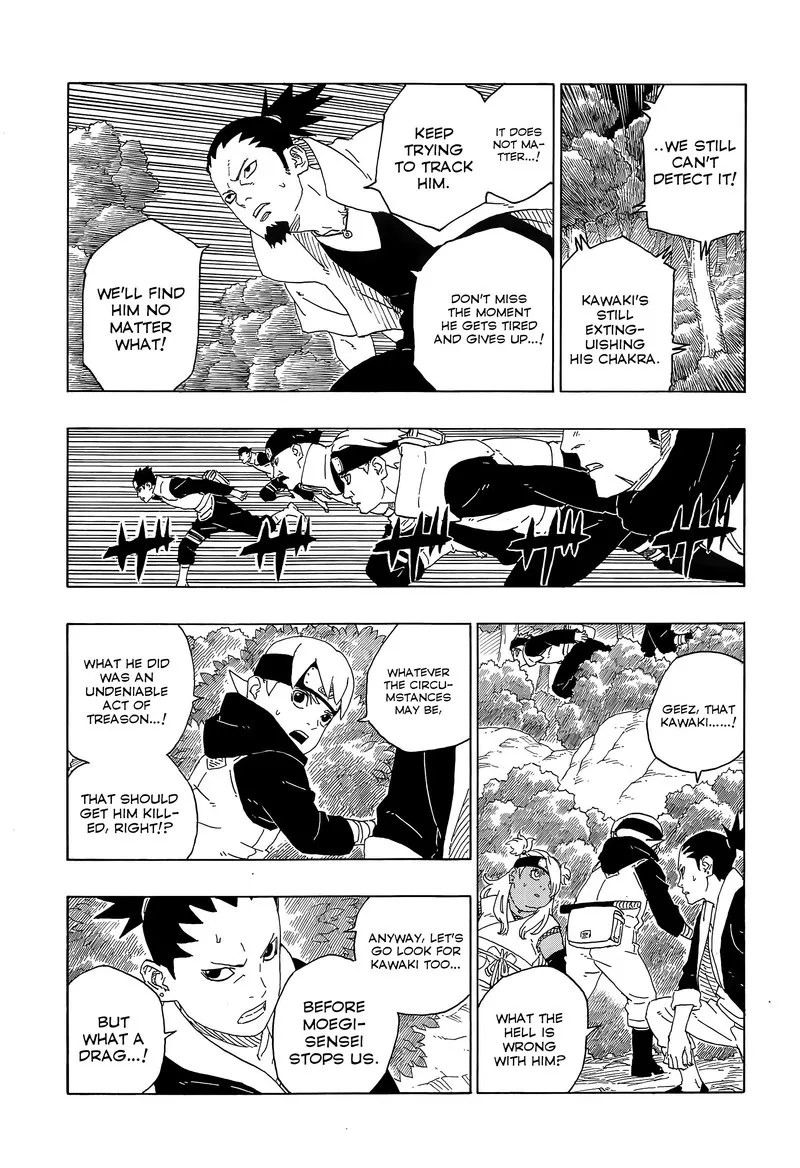 ..WE STILL
CAN'T
DETECT IT!
KAWAKI'S
STILL
EXTING-
UISHING
HIS CHAKRA.
IT DOES
NOT MA-
TTER...!
KEEP
TRYING
TO TRACK
HIM.
DON'T MISS
THE MOMENT
HE GETS TIRED
AND GIVES UP...!
WE'LL FIND
HIM NO
MATTER
WHAT!
GEEZ, THAT
KAWAKI......!
WHAT THE
HELL IS
WRONG
WITH HIM?
WHATEVER
THE CIRCU-
MSTANCES
MAY BE,
WHAT HE DID
WAS AN
UNDENIABLE
ACT OF
TREASON...!
THAT SHOULD
GET HIM KILL-
ED, RIGHT!?
ANYWAY, LET'S
GO LOOK FOR
KAWAKI TOO...
BEFORE
MOEGI-
SENSEI
STOPS US.
BUT
WHAT A
DRAG...!